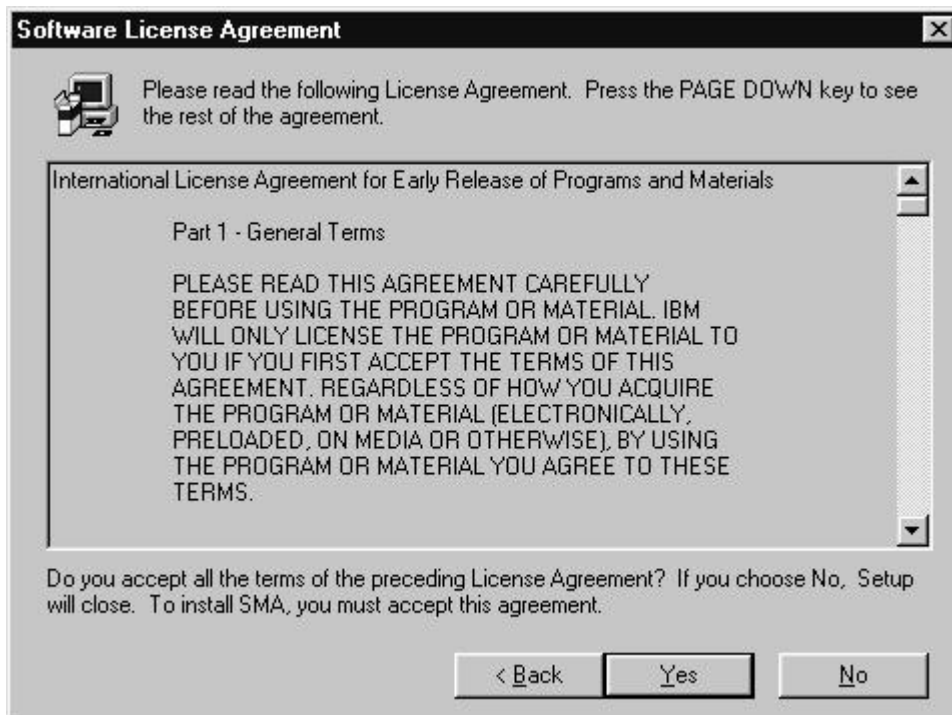 Software License Agreement
Please read the following License Agreement. Press the PAGE DOWN key to see
the rest of the agreement.
International License Agreement for Early Release of Programs and Materials
Part 1 - General Terms
PLEASE READ THIS AGREEMENT CAREFULLY
BEFORE USING THE PROGRAM OR MATERIAL. IBM
WILL ONLY LICENSE THE PROGRAM OR MATERIAL TO
YOU IF YOU FIRST ACCEPT THE TERMS OF THIS
AGREEMENT. REGARDLESS OF HOW YOU ACQUIRE
THE PROGRAM OR MATERIAL (ELECTRONICALLY,
PRELOADED, ON MEDIA OR OTHERWISE), BY USING
THE PROGRAM OR MATERIAL YOU AGREE TO THESE
TERMS.
Do you accept all the terms of the preceding License Agreement? If you choose No, Setup
will close. To install SMA, you must accept this agreement.
< Back Yes No